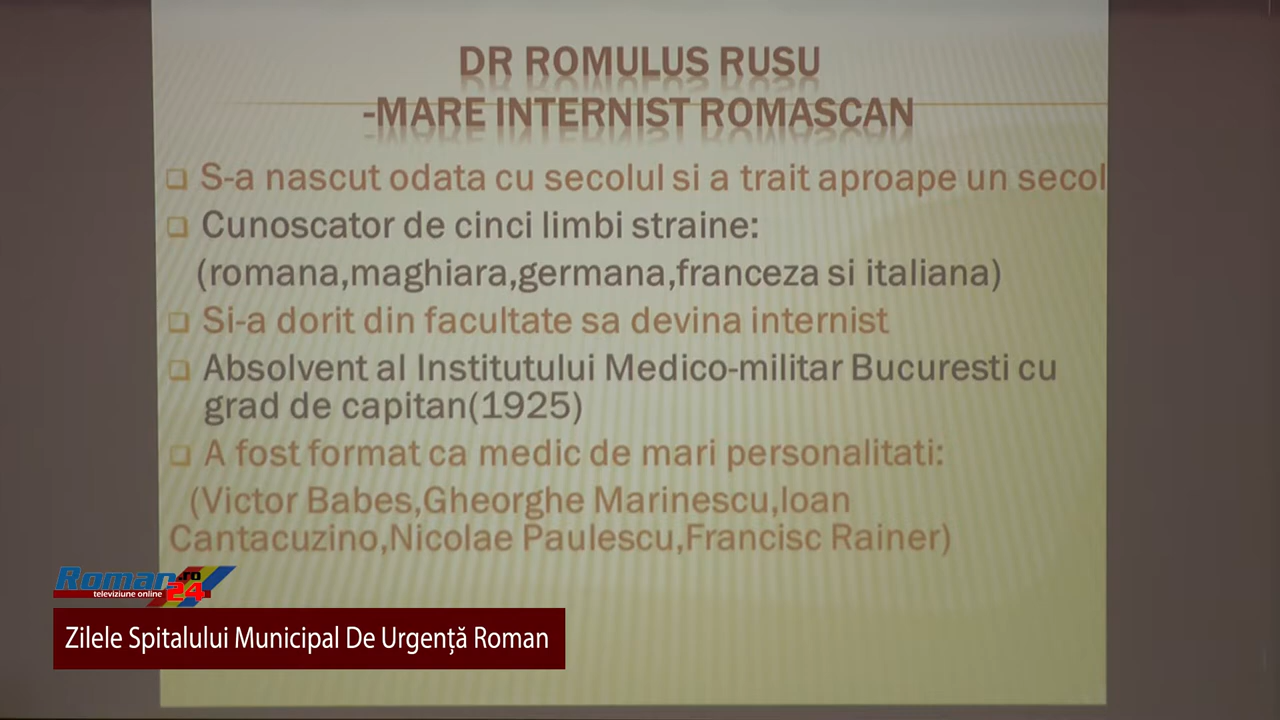 DR ROMULUS RUSU
-MARE INTERNIST ROMASCAN
S-a nascut odata cu secolul si a trait aproape un secol
Cunoscator de cinci limbi straine:
(romana,maghiara,germana,franceza si italiana)
Si-a dorit din facultate sa devina internist
Absolvent al Institutului Medico-militar Bucuresti cu
grad de capitan(1925)
A fost format ca medic de mari personalitati:
(Victor Babes,Gheorghe Marinescu,Ioan
Cantacuzino,Nicolae Paulescu,Francisc Rainer)
Roman24.ro
televiziune online
Zilele Spitalului Municipal De Urgență Roman